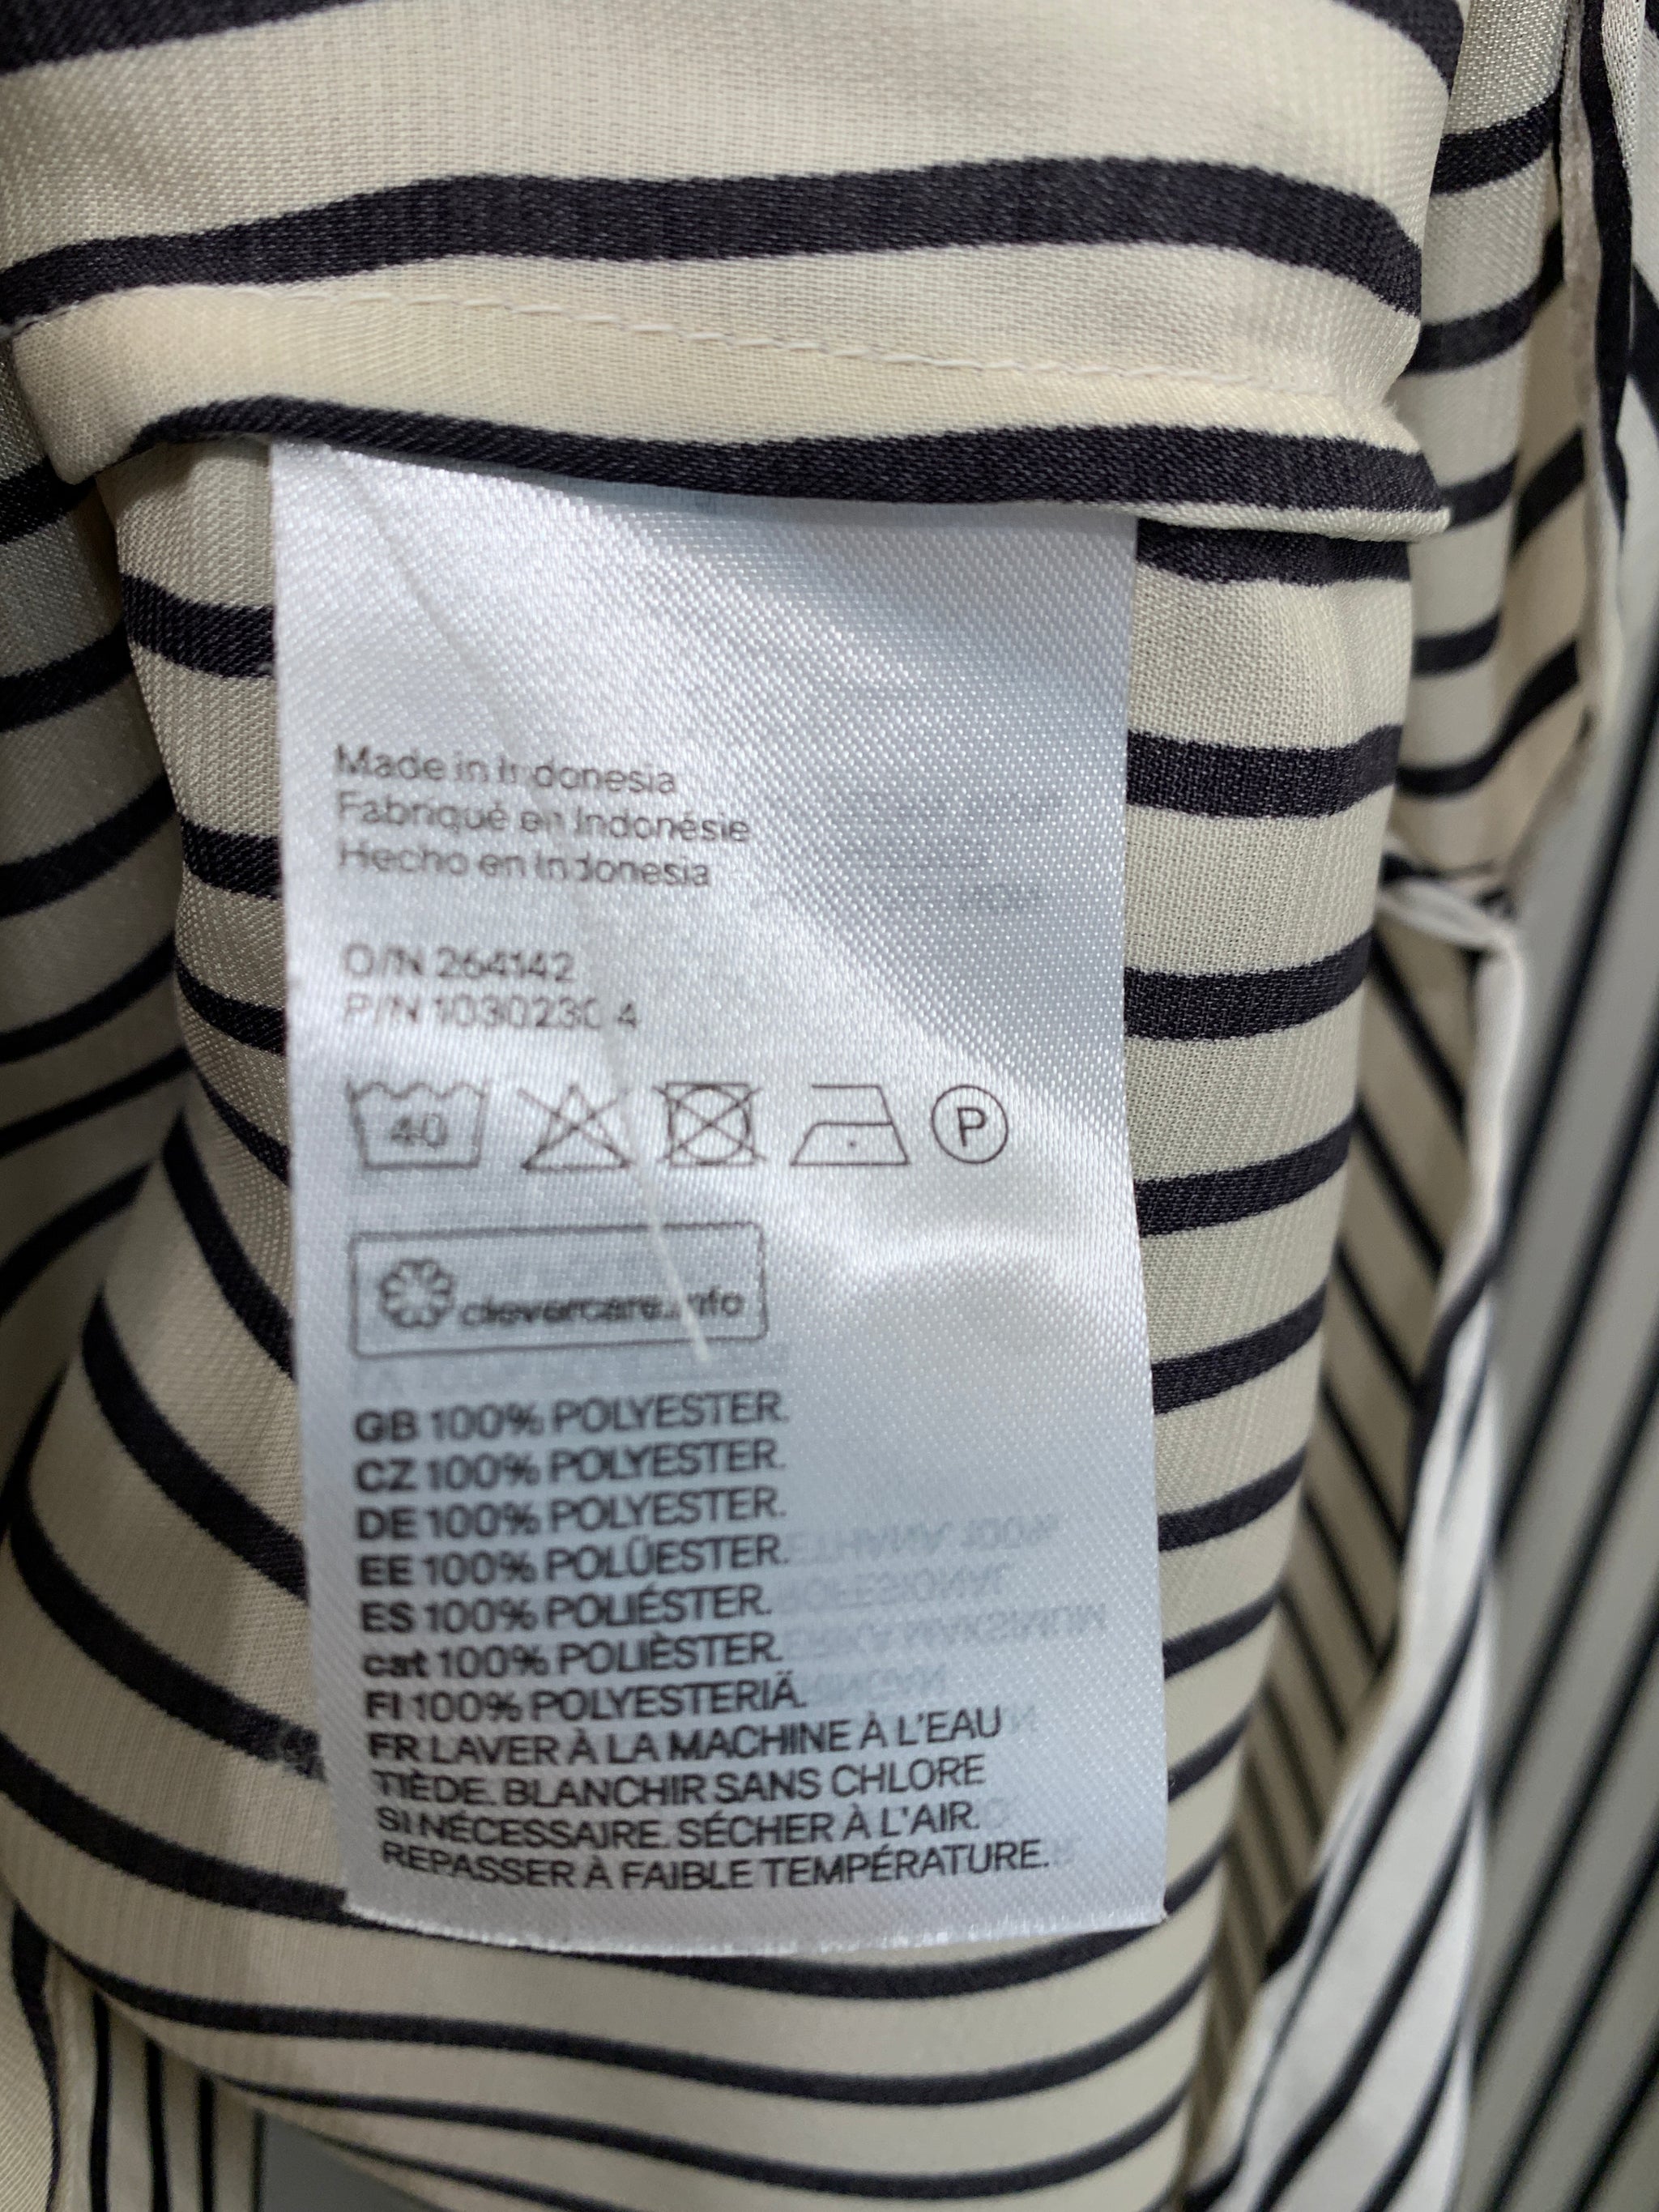 Made in Indonesia
Fabriqué en Indonésie
Hecho en Indonesia
O/N 264142
P/N
40
P
clevercare.info
GB 100% POLYESTER.
CZ 100% POLYESTER.
DE 100% POLYESTER.
EE 100% POLÜESTER.
ES 100% POLIÉSTER.
cat 100% POLIÈSTER.
FI 100% POLYESTERIÄ.
FR LAVER À LA MACHINE À L'EAU
TIÈDE. BLANCHIR SANS CHLORE
SI NÉCESSAIRE. SÉCHER À L'AIR.
REPASSER À FAIBLE TEMPÉRATURE.